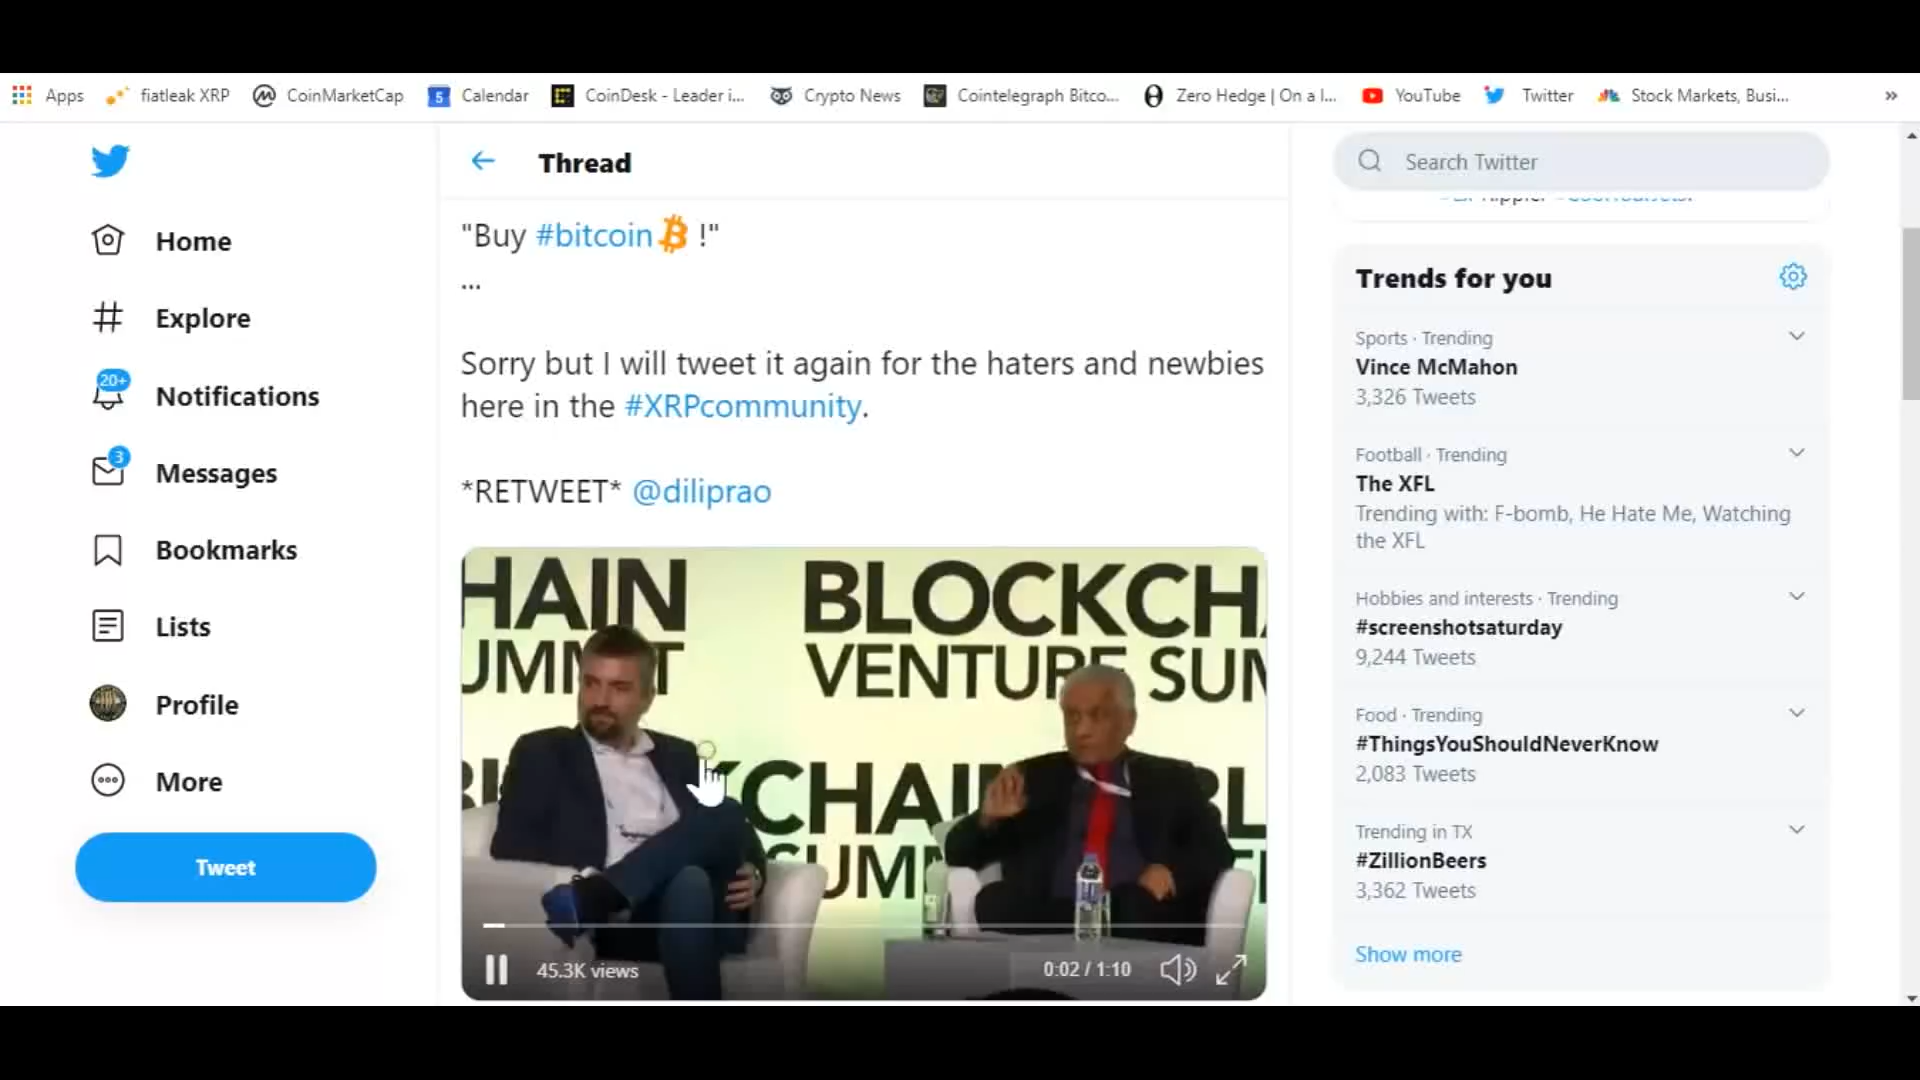 Apps
fiatleak XRP
CoinMarketCap
5
Calendar
CoinDesk - Leader i...
Crypto News
Cointelegraph Bitco...
Zero Hedge | On a l...
YouTube
Twitter
Stock Markets, Busi...
»
Home
Explore
20+
Notifications
3
Messages
Bookmarks
Lists
Profile
More
Tweet
Thread
"Buy #bitcoin !"
...
Sorry but I will tweet it again for the haters and newbies
here in the #XRPcommunity.
*RETWEET* @diliprao
HAIN
UMMIT
BLOCKCHA
VENTURE SUM
CKCHAIN
SUMM
45.3K views
0:02 / 1:10
Search Twitter
Trends for you
Sports · Trending
Vince McMahon
3,326 Tweets
Football · Trending
The XFL
Trending with: F-bomb, He Hate Me, Watching
the XFL
Hobbies and interests · Trending
#screenshotsaturday
9,244 Tweets
Food · Trending
#ThingsYouShouldNeverKnow
2,083 Tweets
Trending in TX
#ZillionBeers
3,362 Tweets
Show more